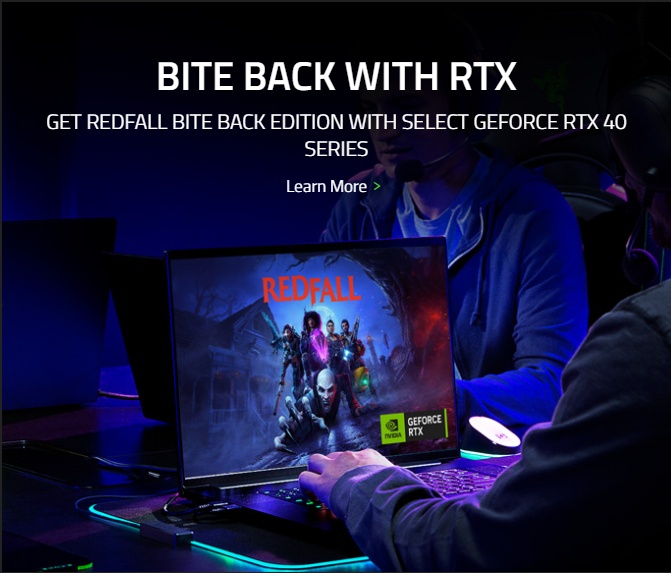 BITE BACK WITH RTX
GET REDFALL BITE BACK EDITION WITH SELECT GEFORCE RTX 40
SERIES
Learn More >
REDFALL
NVIDIA
GEFORCE
RTX